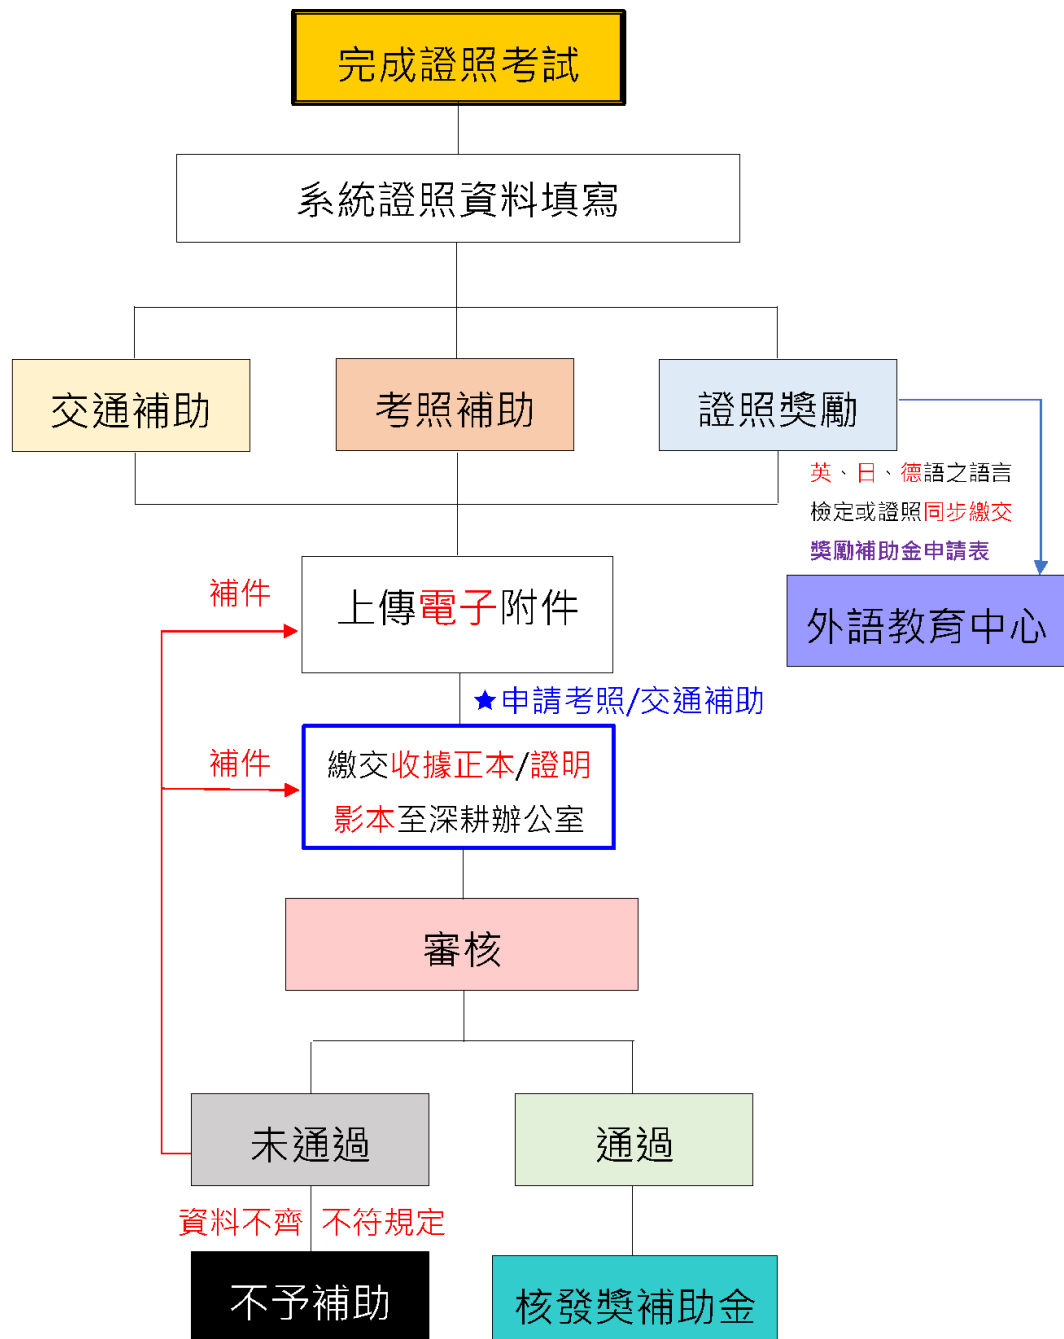 完成證照考試
系統證照資料填寫
交通補助
考照補助
證照獎勵
英、日、德語之語言
檢定或證照同步繳交
獎勵補助金申請表
外語教育中心
補件
上傳電子附件
★申請考照/交通補助
補件
繳交收據正本/證明
影本至深耕辦公室
審核
未通過
通過
資料不齊
不符規定
不予補助
核發獎補助金